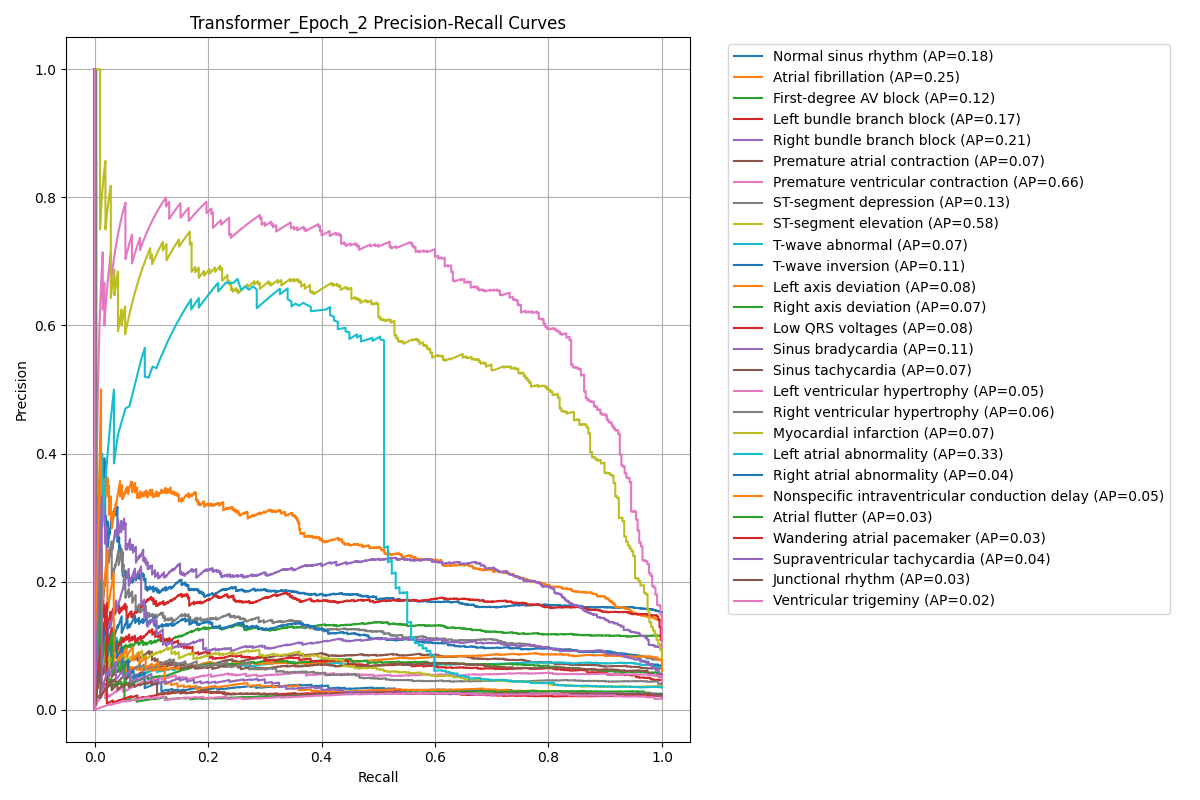 Transformer_Epoch_2 Precision-Recall Curves
1.0
0.8
0.6
0.4
0.2
0.0
Precision
0.0 0.2 0.4 0.6 0.8 1.0
Recall
Normal sinus rhythm (AP=0.18)
Atrial fibrillation (AP=0.25)
First-degree AV block (AP=0.12)
Left bundle branch block (AP=0.17)
Right bundle branch block (AP=0.21)
Premature atrial contraction (AP=0.07)
Premature ventricular contraction (AP=0.66)
ST-segment depression (AP=0.13)
ST-segment elevation (AP=0.58)
T-wave abnormal (AP=0.07)
T-wave inversion (AP=0.11)
Left axis deviation (AP=0.08)
Right axis deviation (AP=0.07)
Low QRS voltages (AP=0.08)
Sinus bradycardia (AP=0.11)
Sinus tachycardia (AP=0.07)
Left ventricular hypertrophy (AP=0.05)
Right ventricular hypertrophy (AP=0.06)
Myocardial infarction (AP=0.07)
Left atrial abnormality (AP=0.33)
Right atrial abnormality (AP=0.04)
Nonspecific intraventricular conduction delay (AP=0.05)
Atrial flutter (AP=0.03)
Wandering atrial pacemaker (AP=0.03)
Supraventricular tachycardia (AP=0.04)
Junctional rhythm (AP=0.03)
Ventricular trigeminy (AP=0.02)